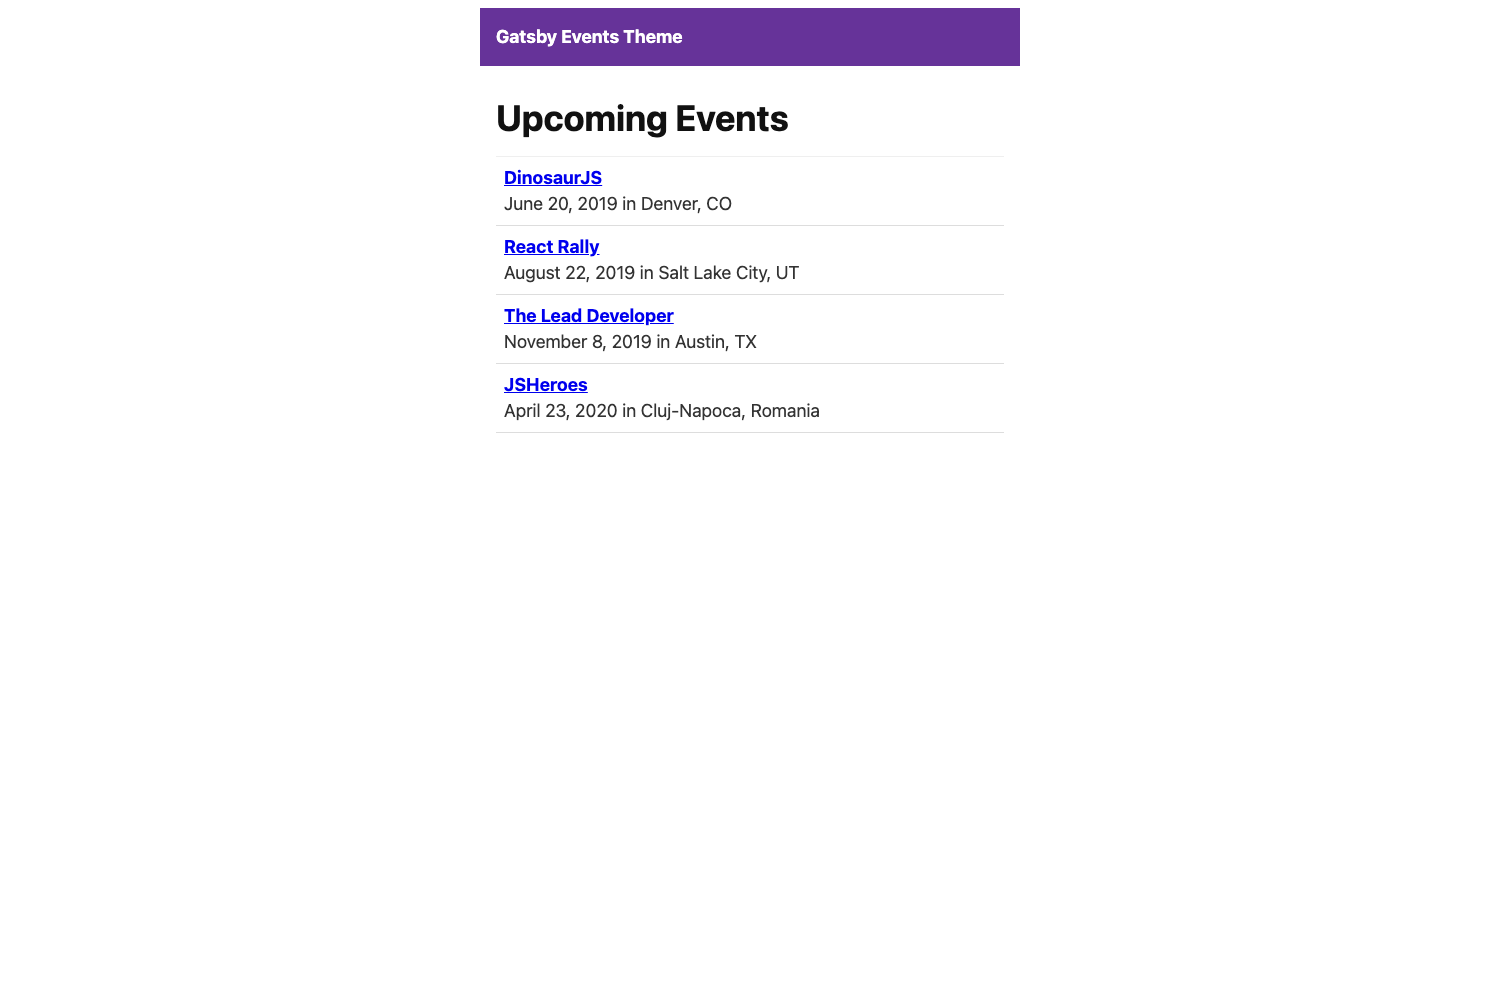 Gatsby Events Theme
Upcoming Events
DinosaurJS
June 20, 2019 in Denver, CO
React Rally
August 22, 2019 in Salt Lake City, UT
The Lead Developer
November 8, 2019 in Austin, TX
JSHeroes
April 23, 2020 in Cluj-Napoca, Romania